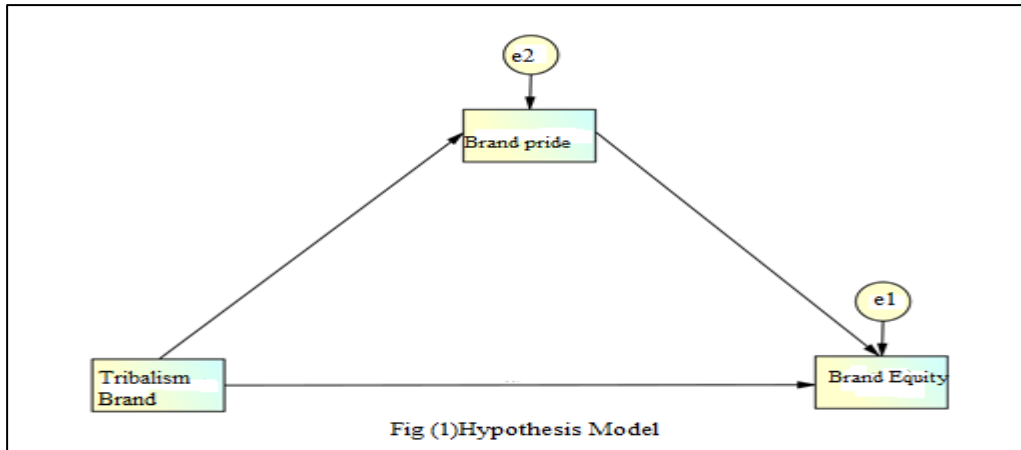 e2
Brand pride
e1
Tribalism
Brand
Brand Equity
Fig (1)Hypothesis Model